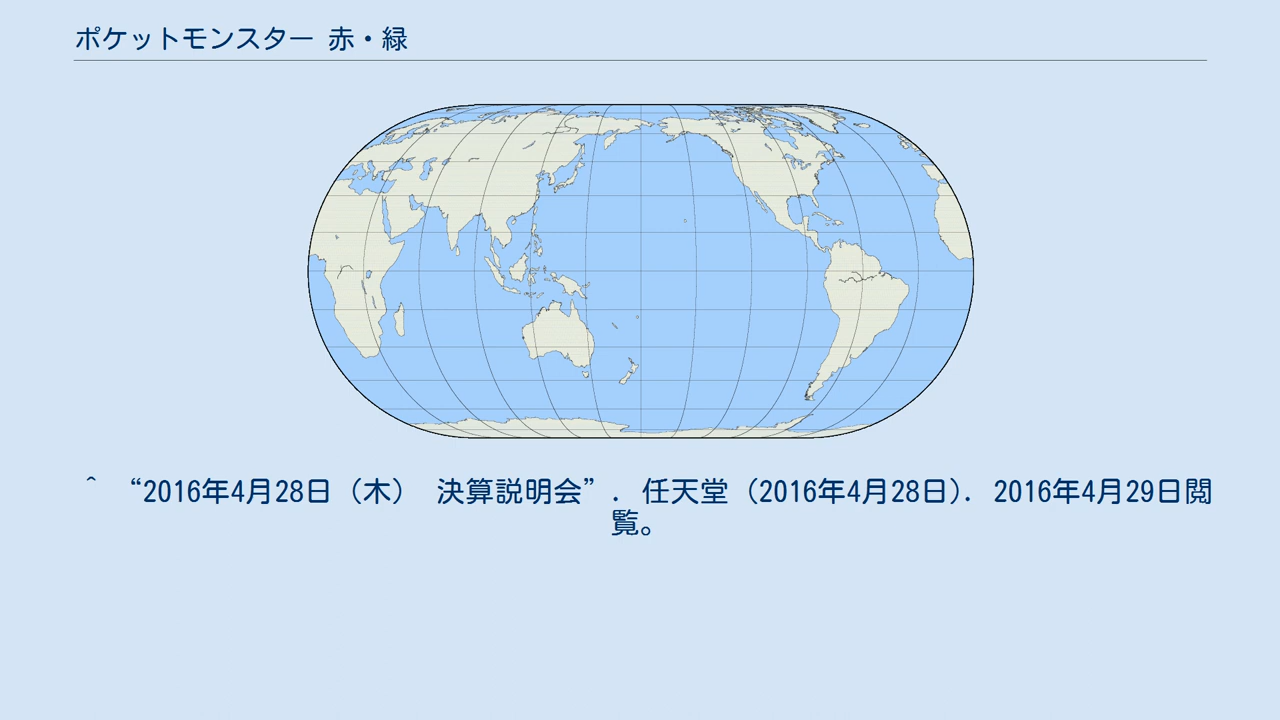 ポケットモンスター 赤・緑
^ “2016年4月28日（木） 決算説明会”. 任天堂 (2016年4月28日). 2016年4月29日閲
覧。